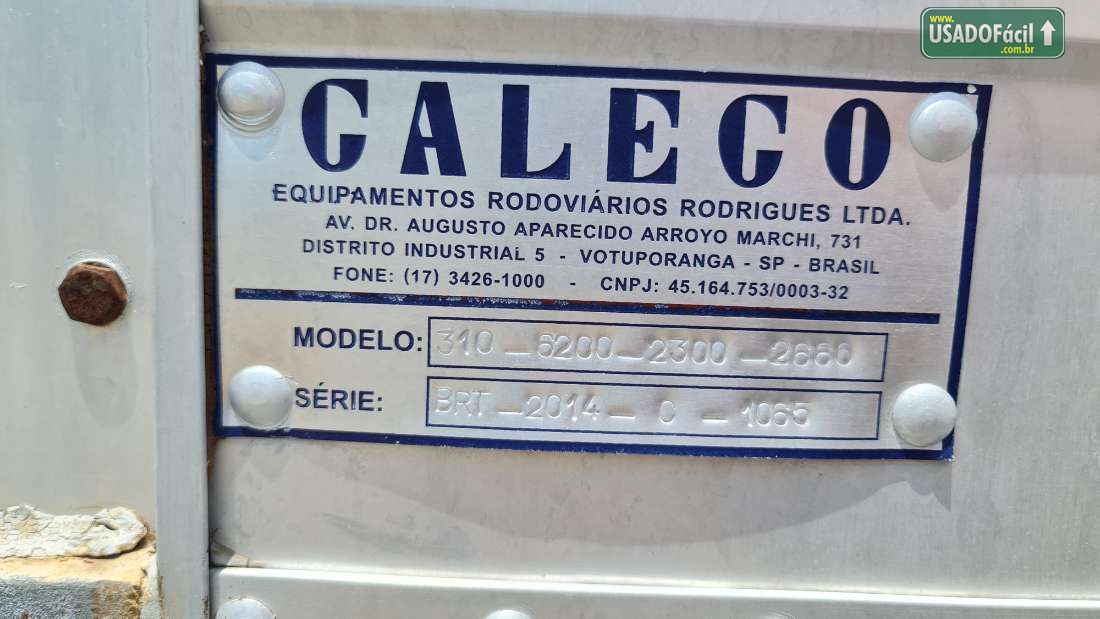 www.
USADOFácil
.com.br
GALEGO
EQUIPAMENTOS RODOVIÁRIOS RODRIGUES LTDA.
AV. DR. AUGUSTO APARECIDO ARROYO MARCHI, 731
DISTRITO INDUSTRIAL 5 - VOTUPORANGA - SP - BRASIL
FONE: (17) 3426-1000 - CNPJ: 45.164.753/0003-32
MODELO: 310-6200-2300-2660
SÉRIE: BRT-2014-C-1065